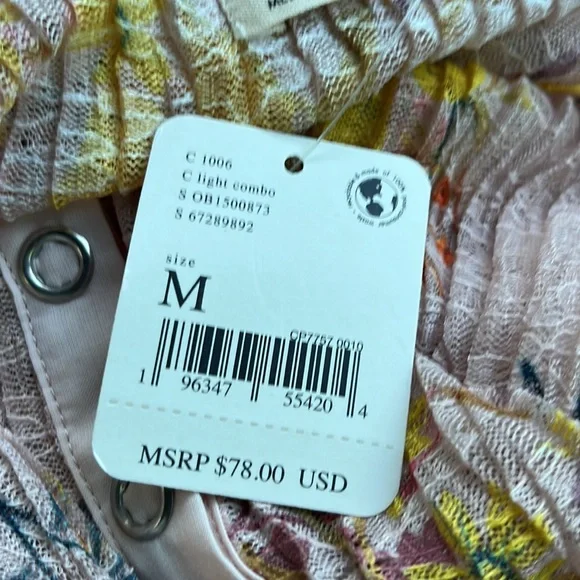 C 1006
C light combo
S OB1500873
S 67289892
size
M
CP7757 0010
1 96347 55420 4
MSRP $78.00 USD